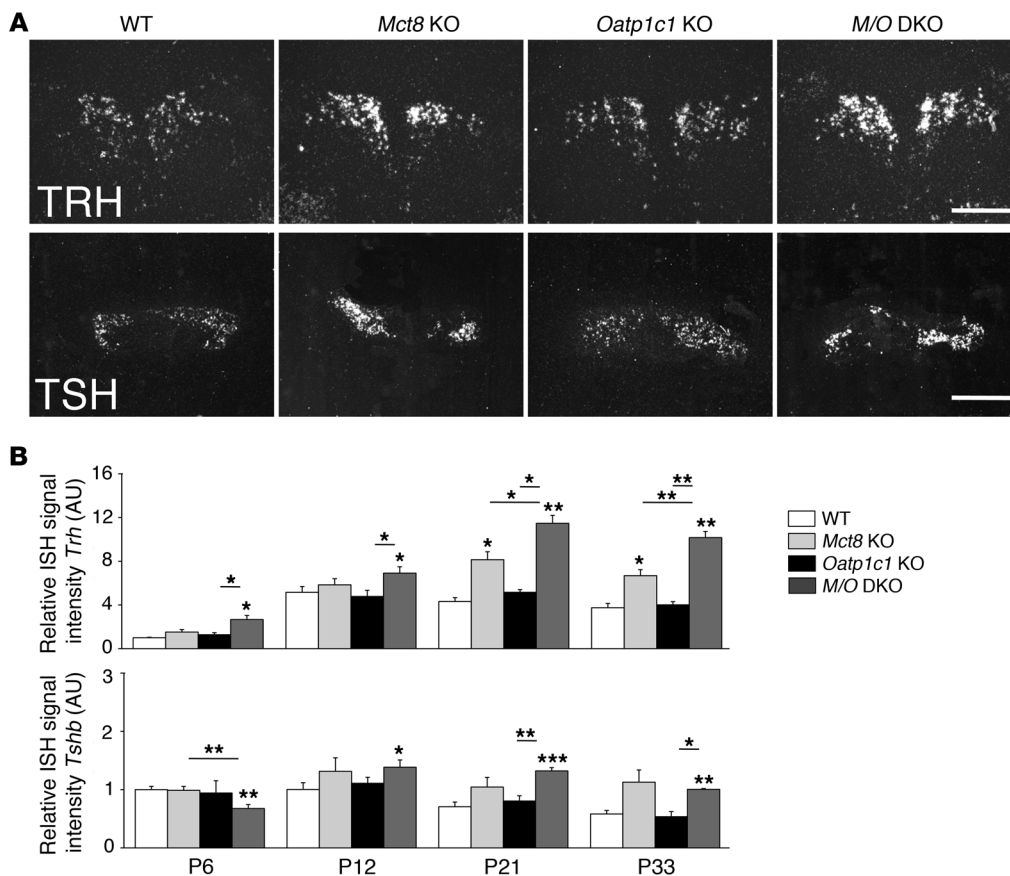 A
WT
Mct8 KO
Oatp1c1 KO
M/O DKO
TRH
TSH
B
Relative ISH signal
intensity Trh (AU)
16
12
8
4
0
*
*
*
*
*
*
*
**
*
**
**
**
WT
Mct8 KO
Oatp1c1 KO
M/O DKO
Relative ISH signal
intensity Tshb (AU)
3
2
1
0
**
**
*
**
***
*
**
P6
P12
P21
P33